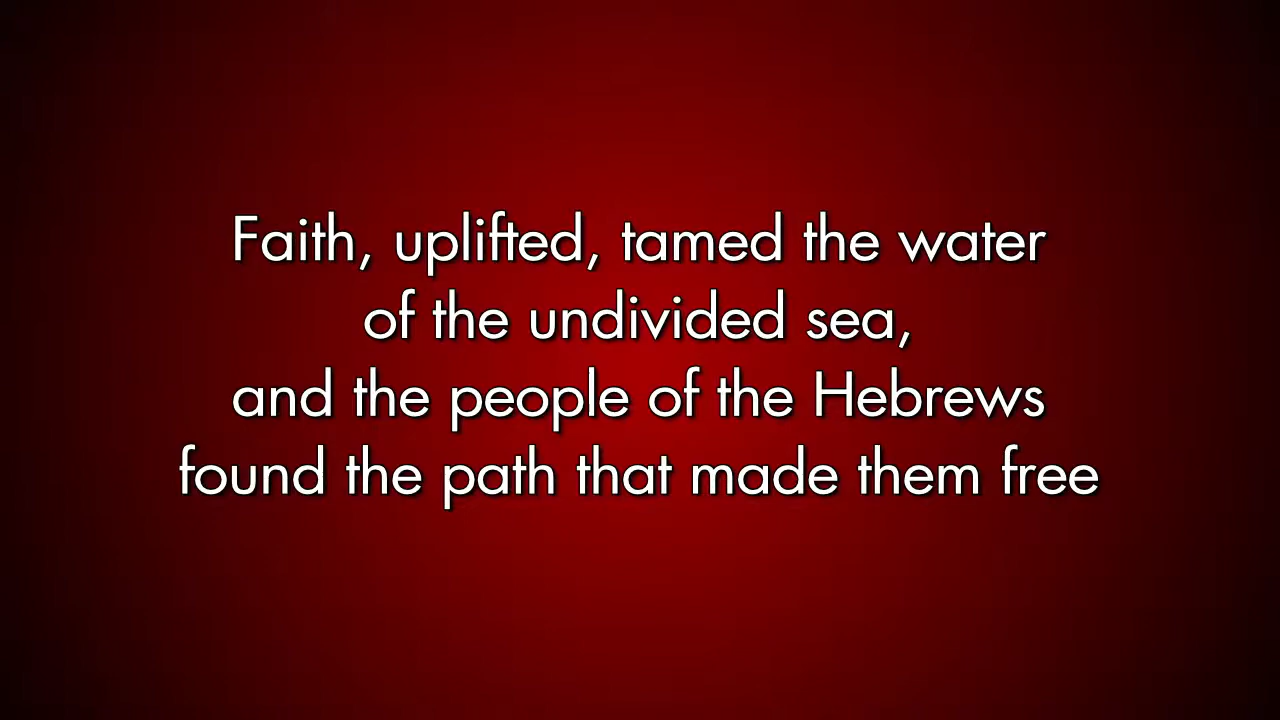 Faith, uplifted, tamed the water
of the undivided sea,
and the people of the Hebrews
found the path that made them free